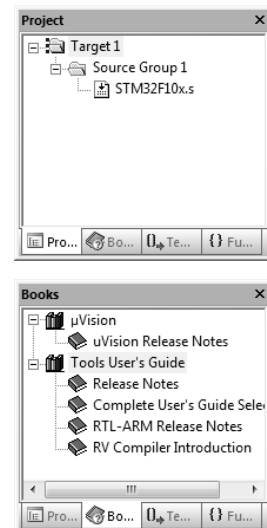 Project ×
Target 1
Source Group 1
STM32F10x.s
Pro... Bo... Te... {} Fu...
Books ×
µVision
uVision Release Notes
Tools User's Guide
Release Notes
Complete User's Guide Sele
RTL-ARM Release Notes
RV Compiler Introduction
Pro... Bo... Te... {} Fu...